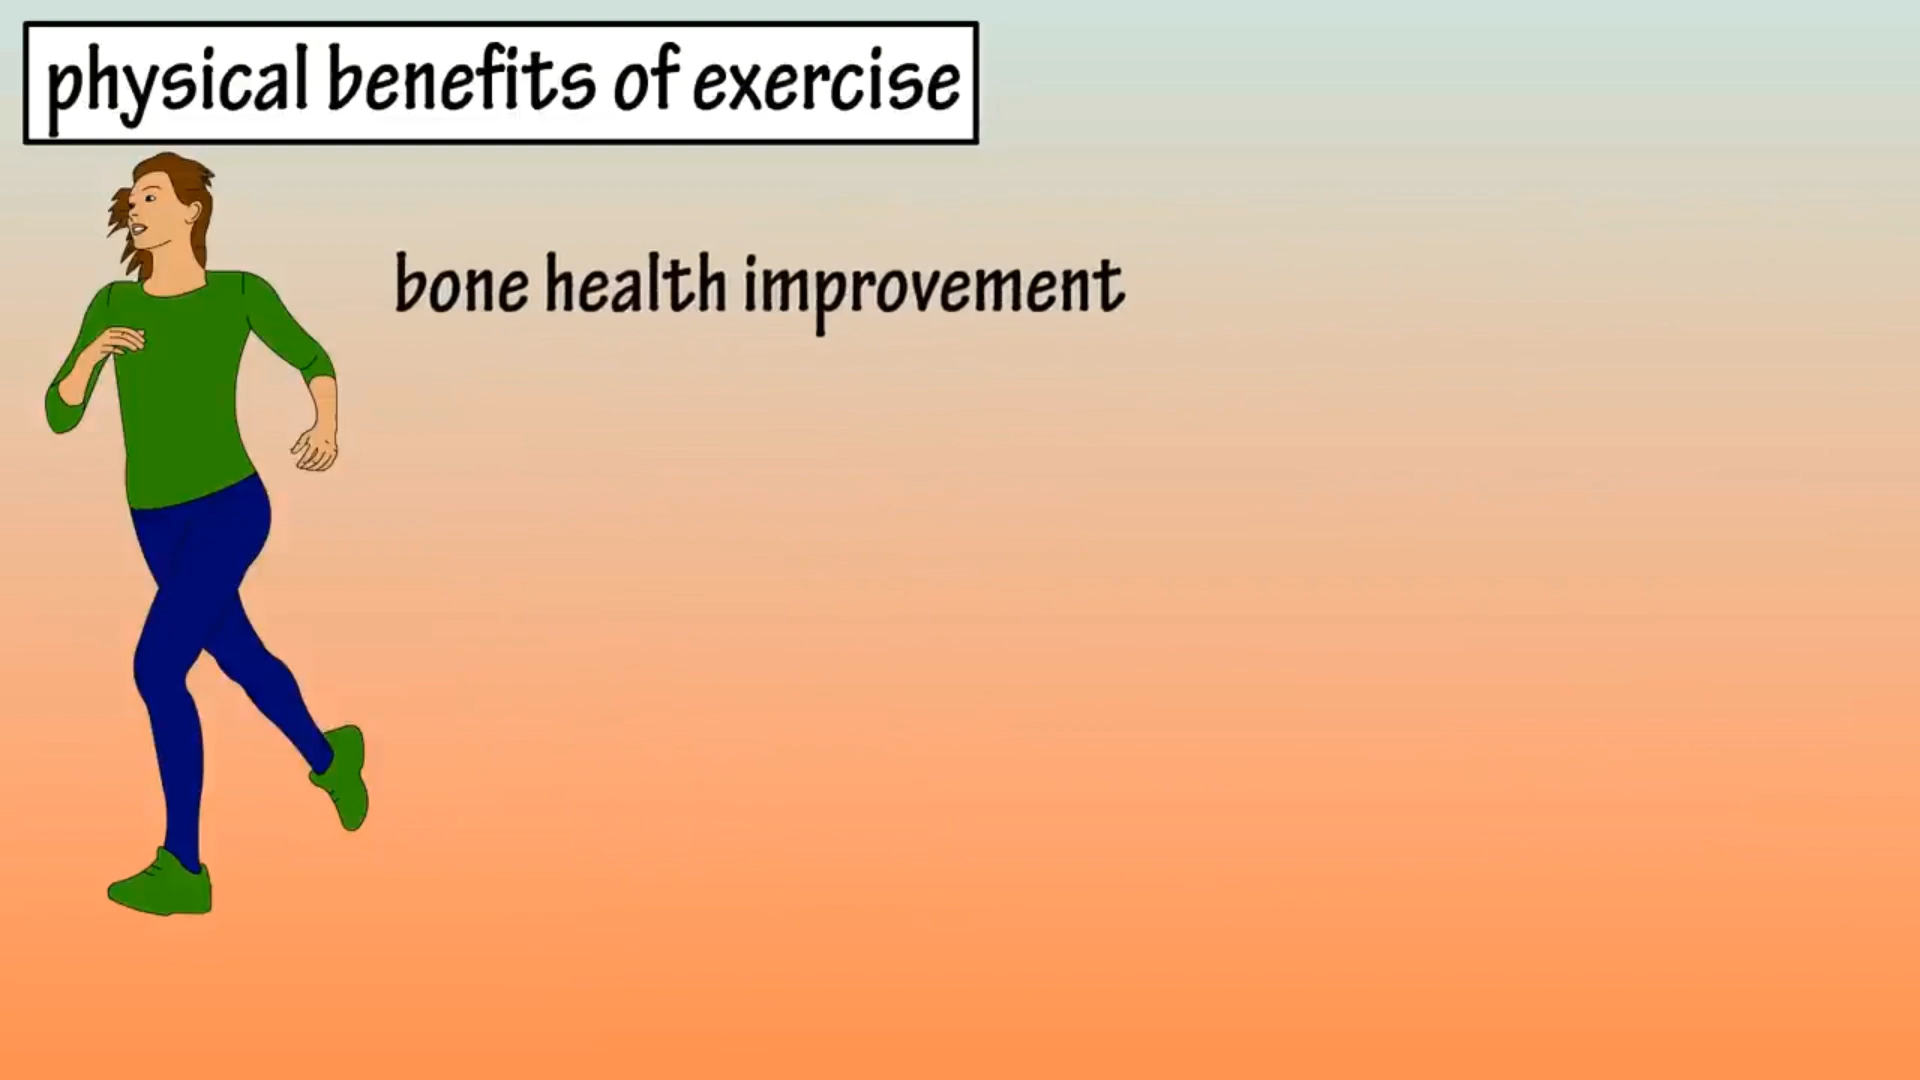 physical benefits of exercise
bone health improvement